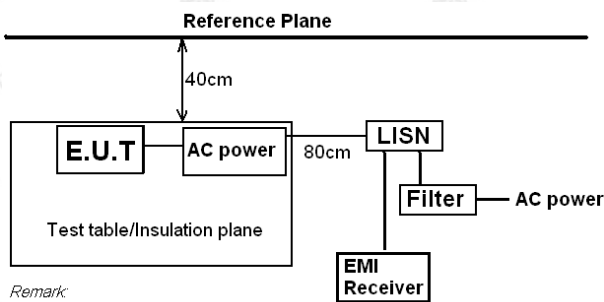 Reference Plane
40cm
E.U.T
AC power
80cm
LISN
Filter
AC power
Test table/Insulation plane
EMI
Receiver
Remark: